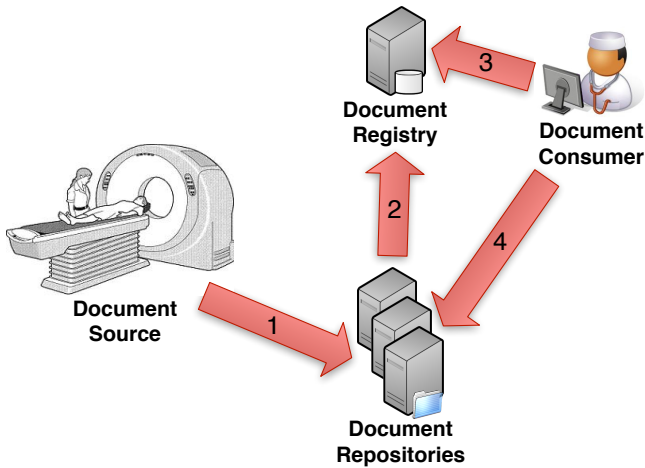 3
Document
Registry
Document
Consumer
2
4
Document
Source
1
Document
Repositories